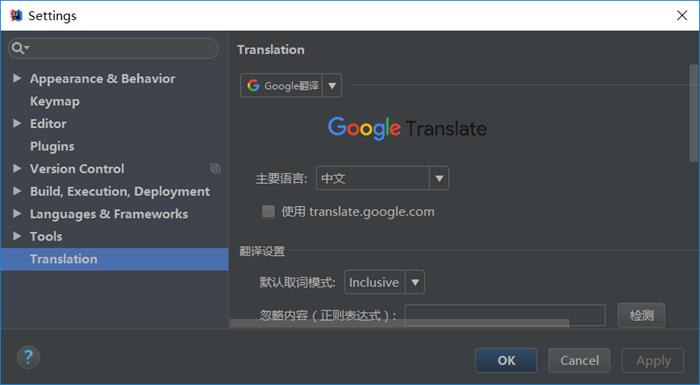 Settings
Appearance & Behavior
Keymap
Editor
Plugins
Version Control
Build, Execution, Deployment
Languages & Frameworks
Tools
Translation
Translation
Google翻译
Google Translate
主要语言: 中文
使用 translate.google.com
翻译设置
默认取词模式: Inclusive
忽略内容（正则表达式）: 检测
? OK Cancel Apply